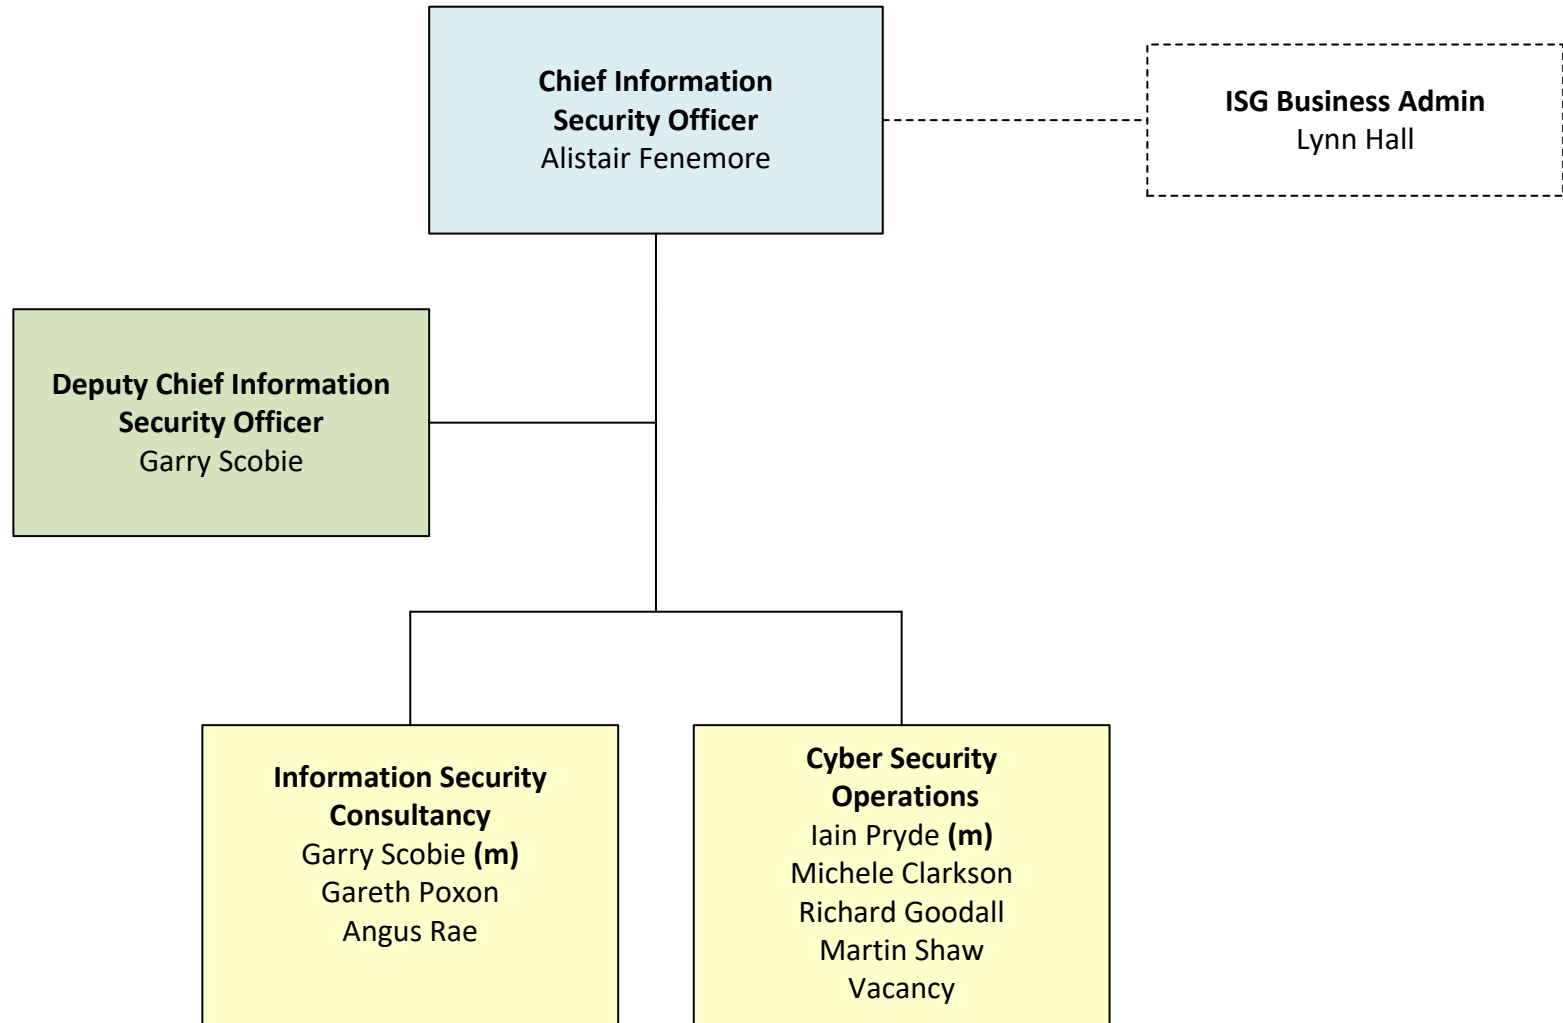 Chief Information
Security Officer
Alistair Fenemore
ISG Business Admin
Lynn Hall
Deputy Chief Information
Security Officer
Garry Scobie
Information Security
Consultancy
Garry Scobie (m)
Gareth Poxon
Angus Rae
Cyber Security
Operations
Iain Pryde (m)
Michele Clarkson
Richard Goodall
Martin Shaw
Vacancy